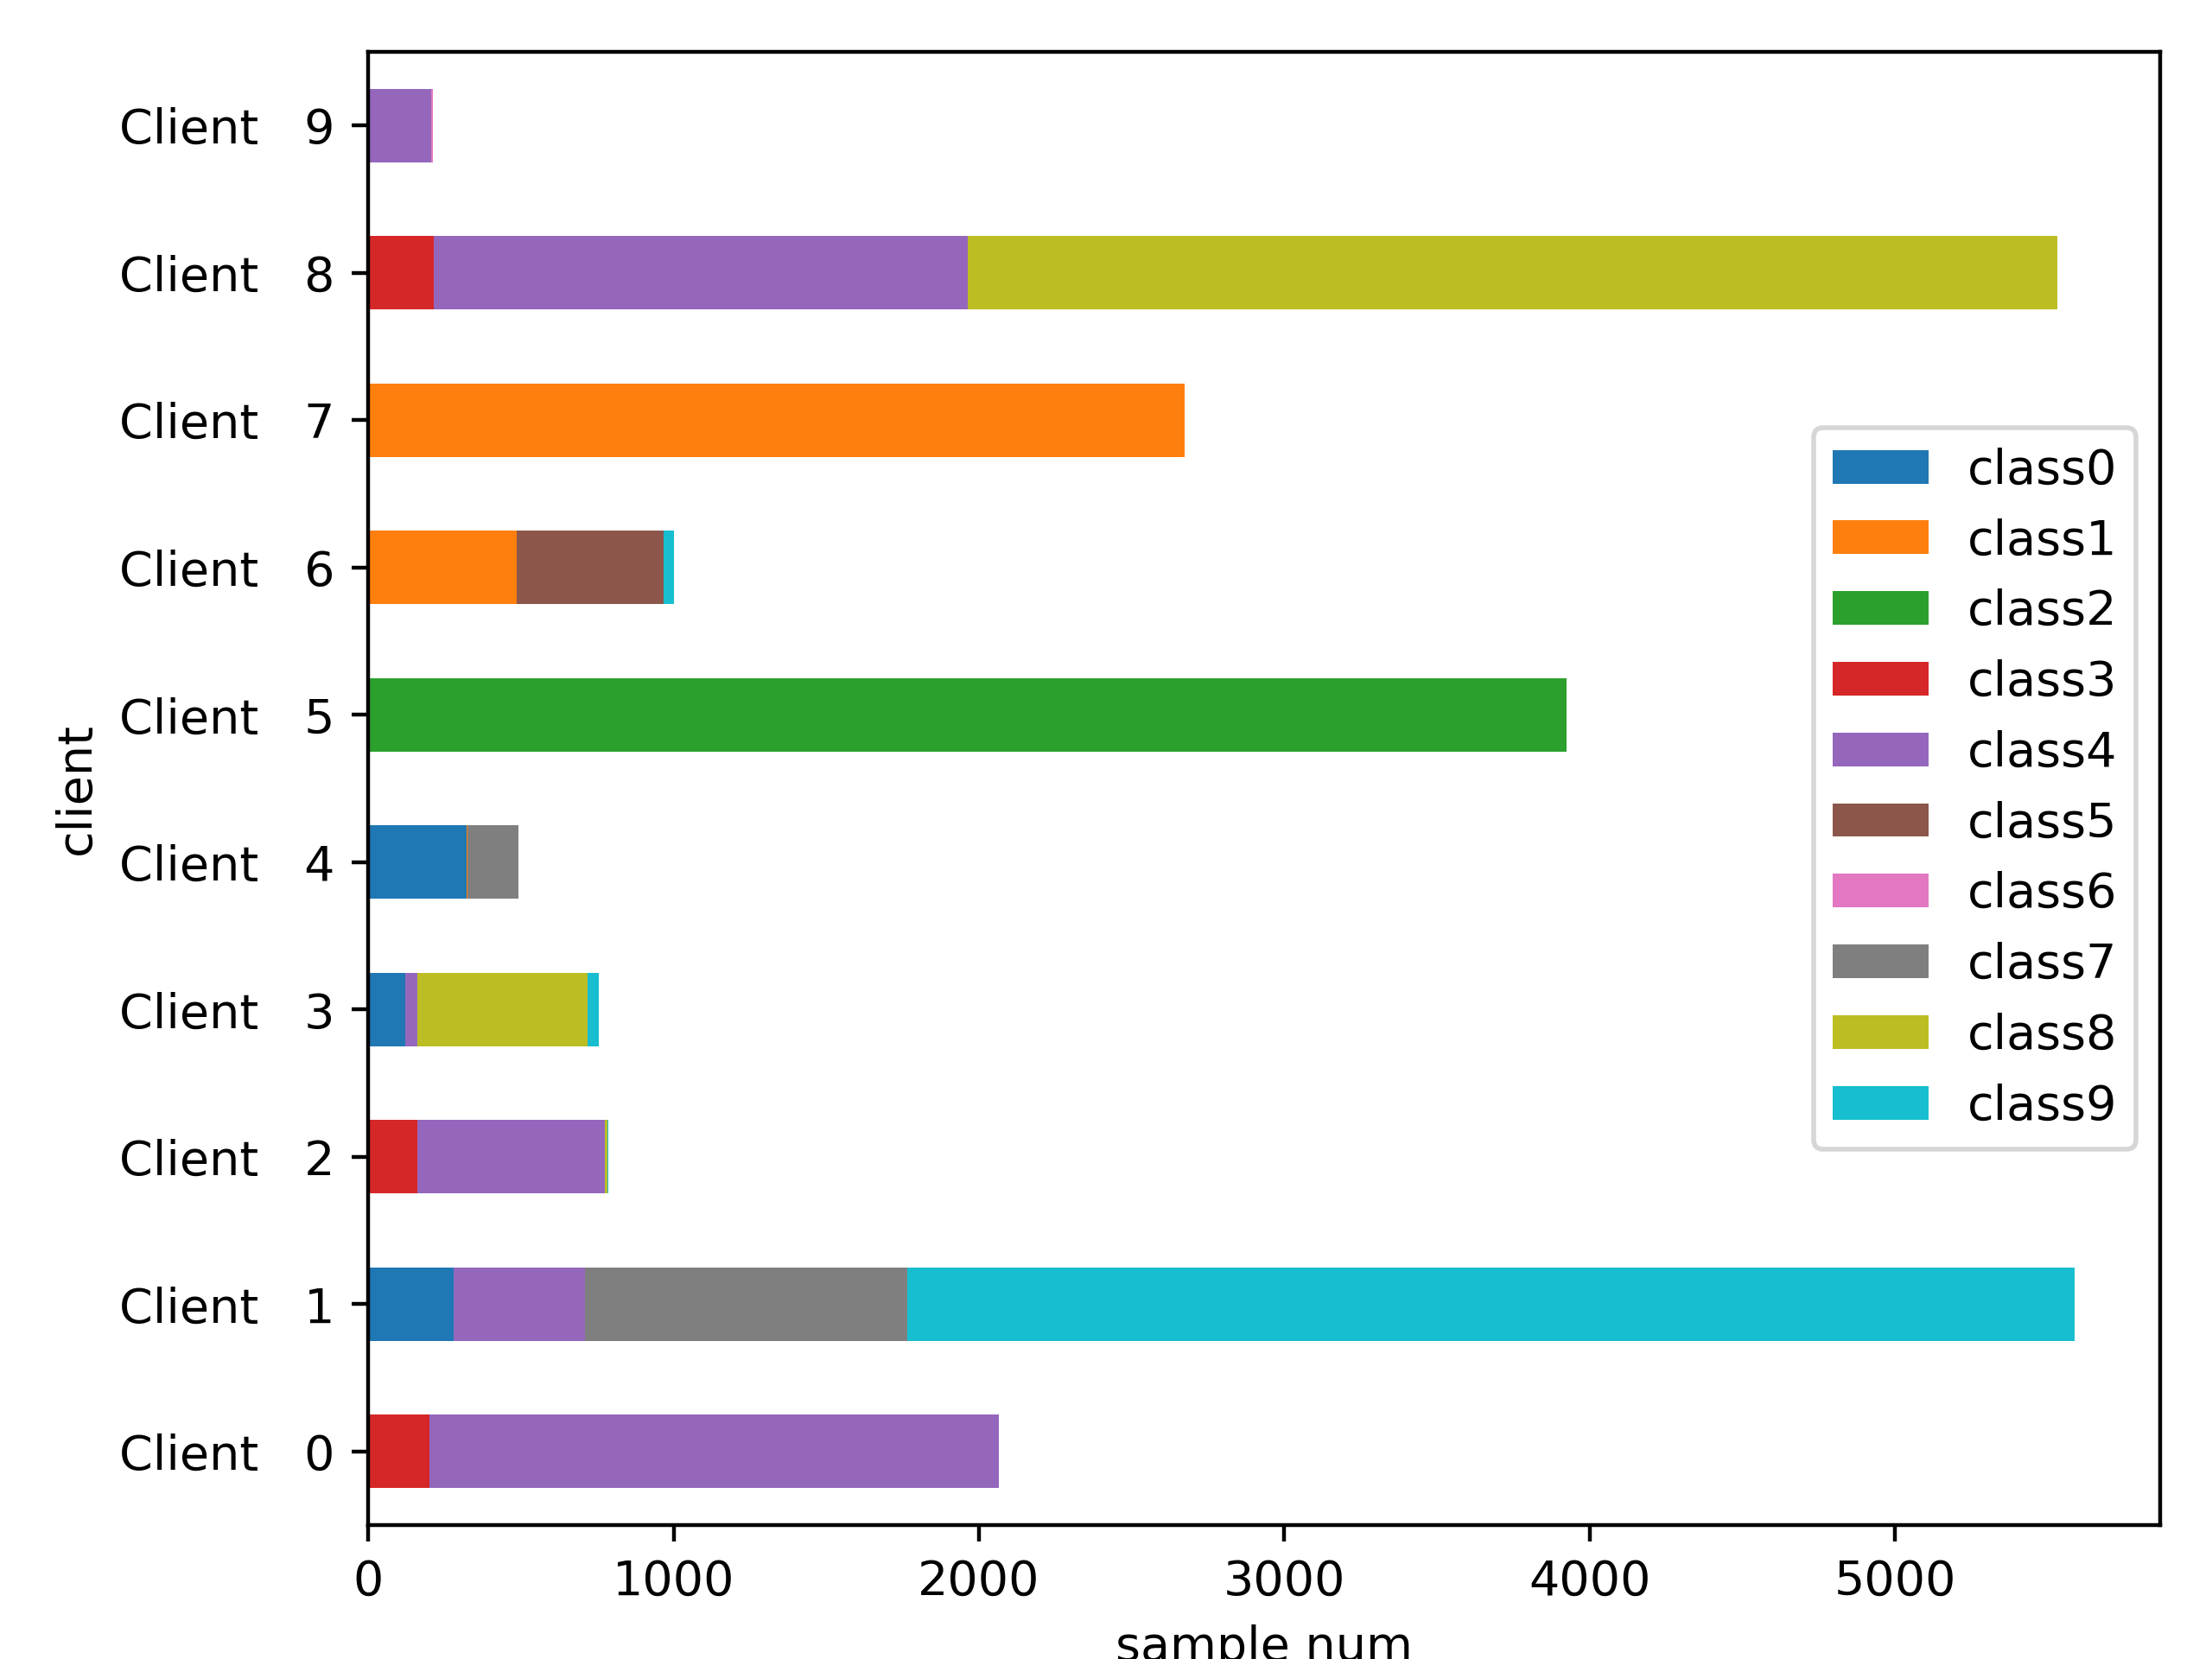 Client 9
Client 8
Client 7
Client 6
Client 5
Client 4
Client 3
Client 2
Client 1
Client 0
client
class0
class1
class2
class3
class4
class5
class6
class7
class8
class9
0 1000 2000 3000 4000 5000
sample num